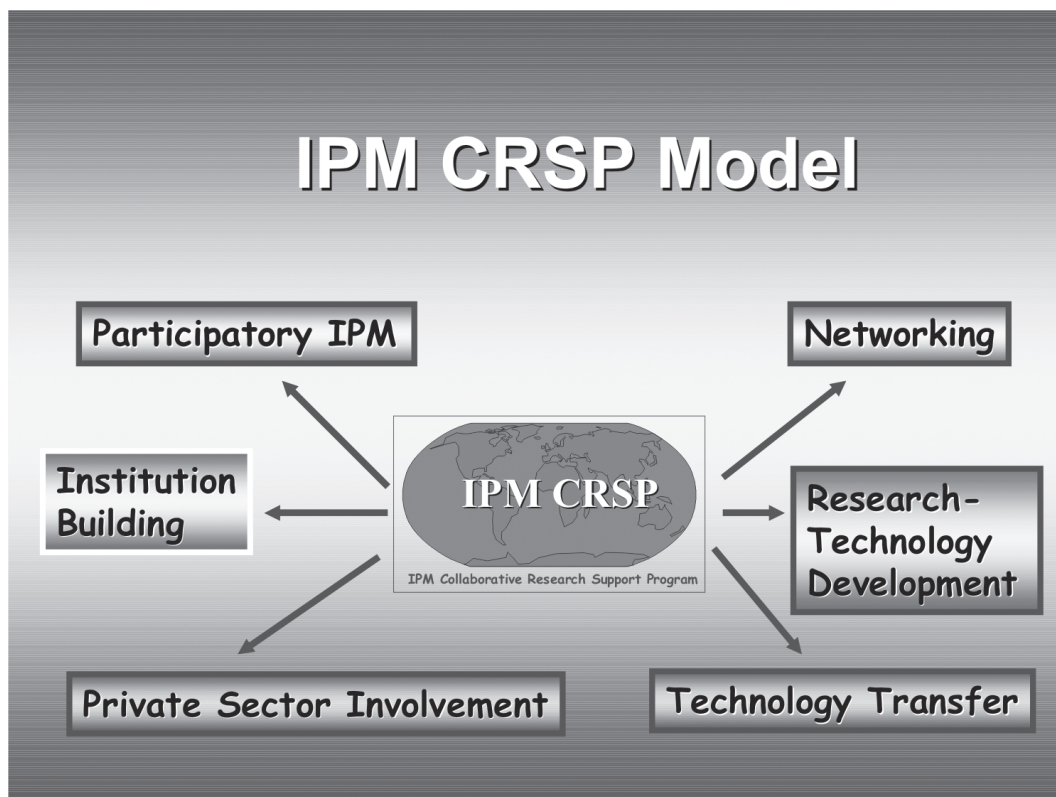 IPM CRSP Model
Participatory IPM
Networking
Institution
Building
IPM CRSP
IPM Collaborative Research Support Program
Research-
Technology
Development
Private Sector Involvement
Technology Transfer